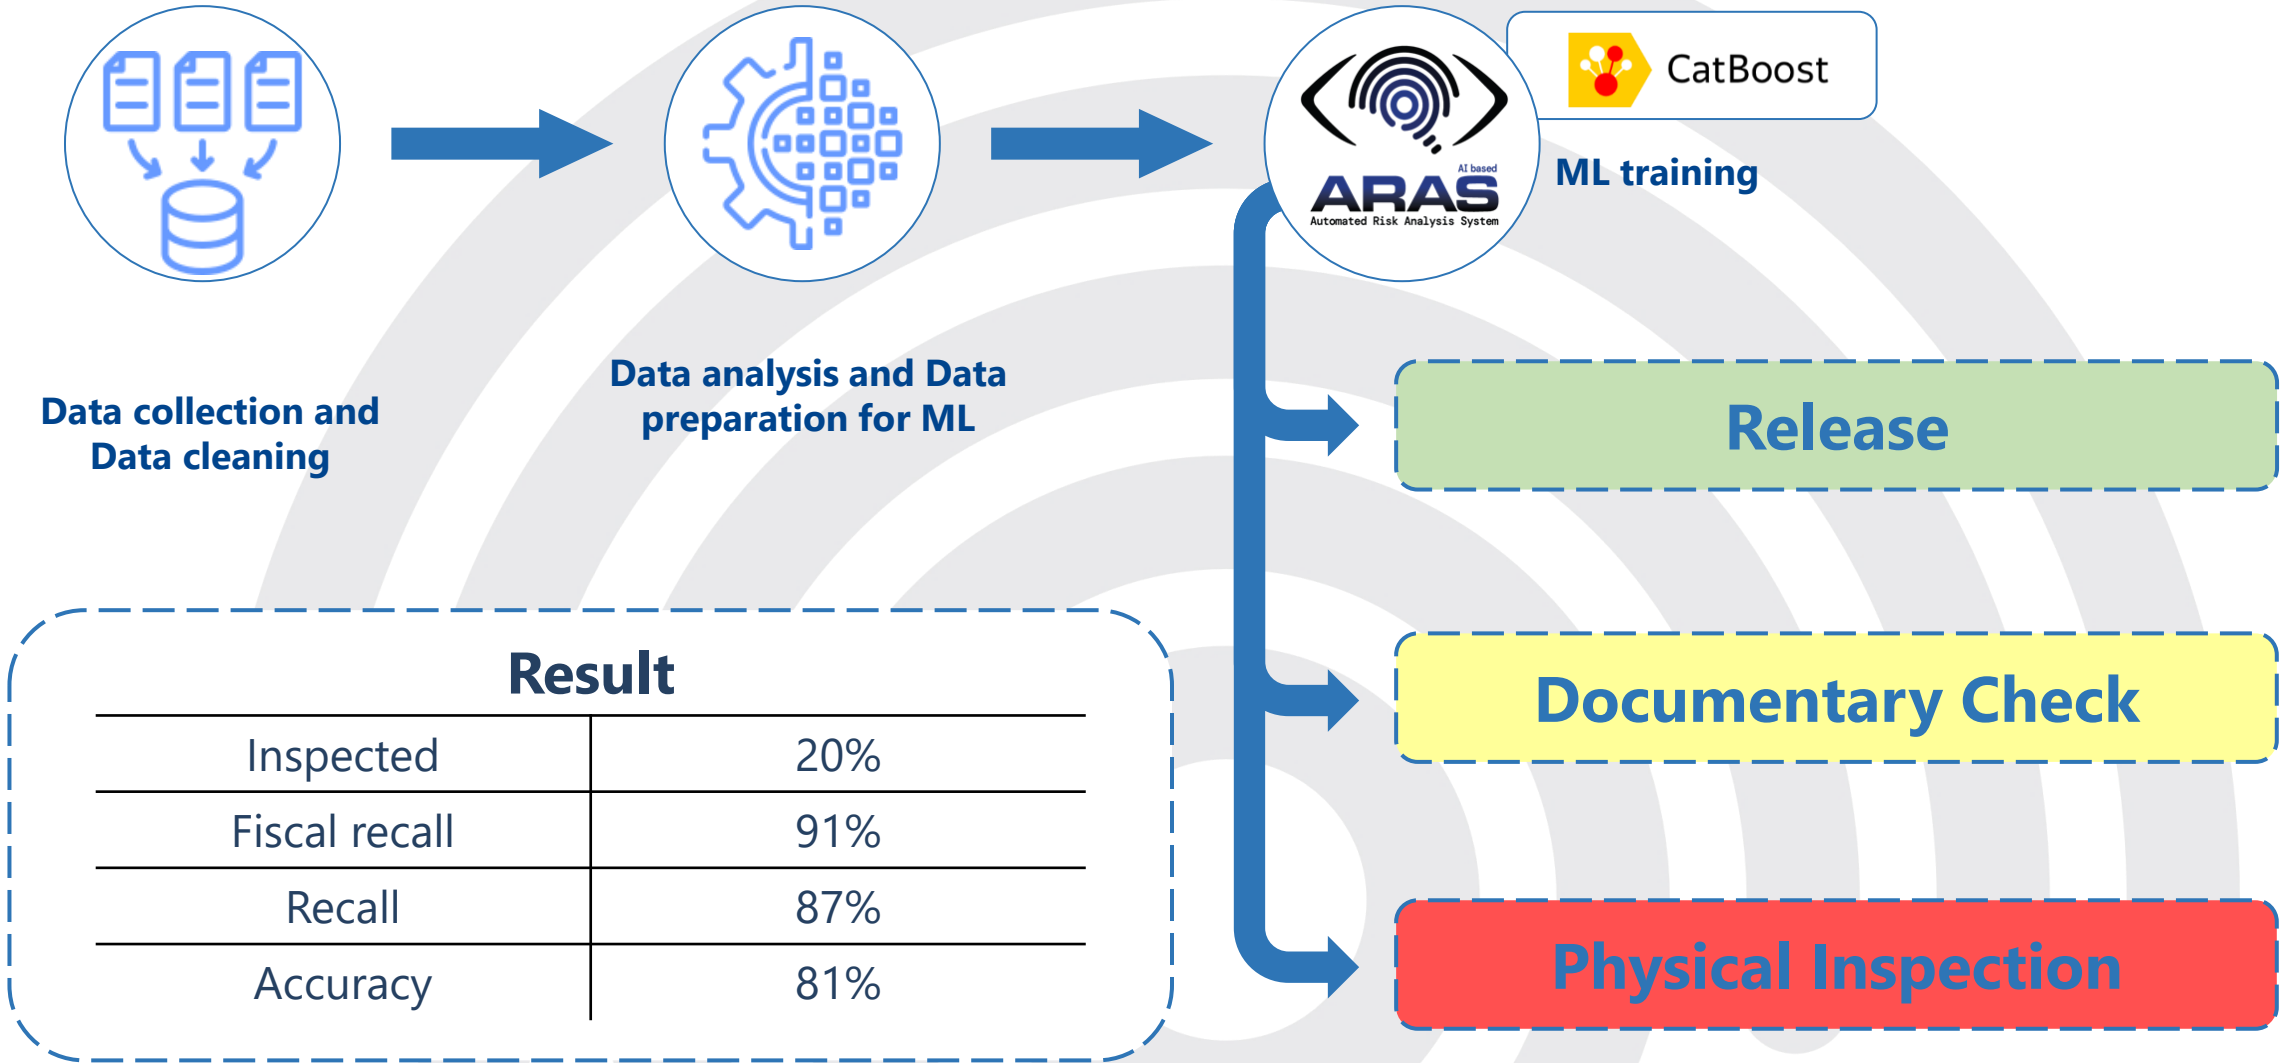 CatBoost
AI based
ARAS
Automated Risk Analysis System
ML training
Data collection and
Data cleaning
Data analysis and Data
preparation for ML
Release
Documentary Check
Physical Inspection
Result
Inspected 20%
Fiscal recall 91%
Recall 87%
Accuracy 81%